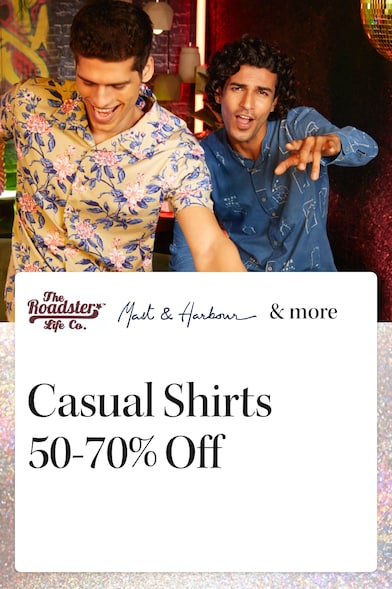 The
Roadster
Life Co.
Mast & Harbour
& more
Casual Shirts
50-70% Off